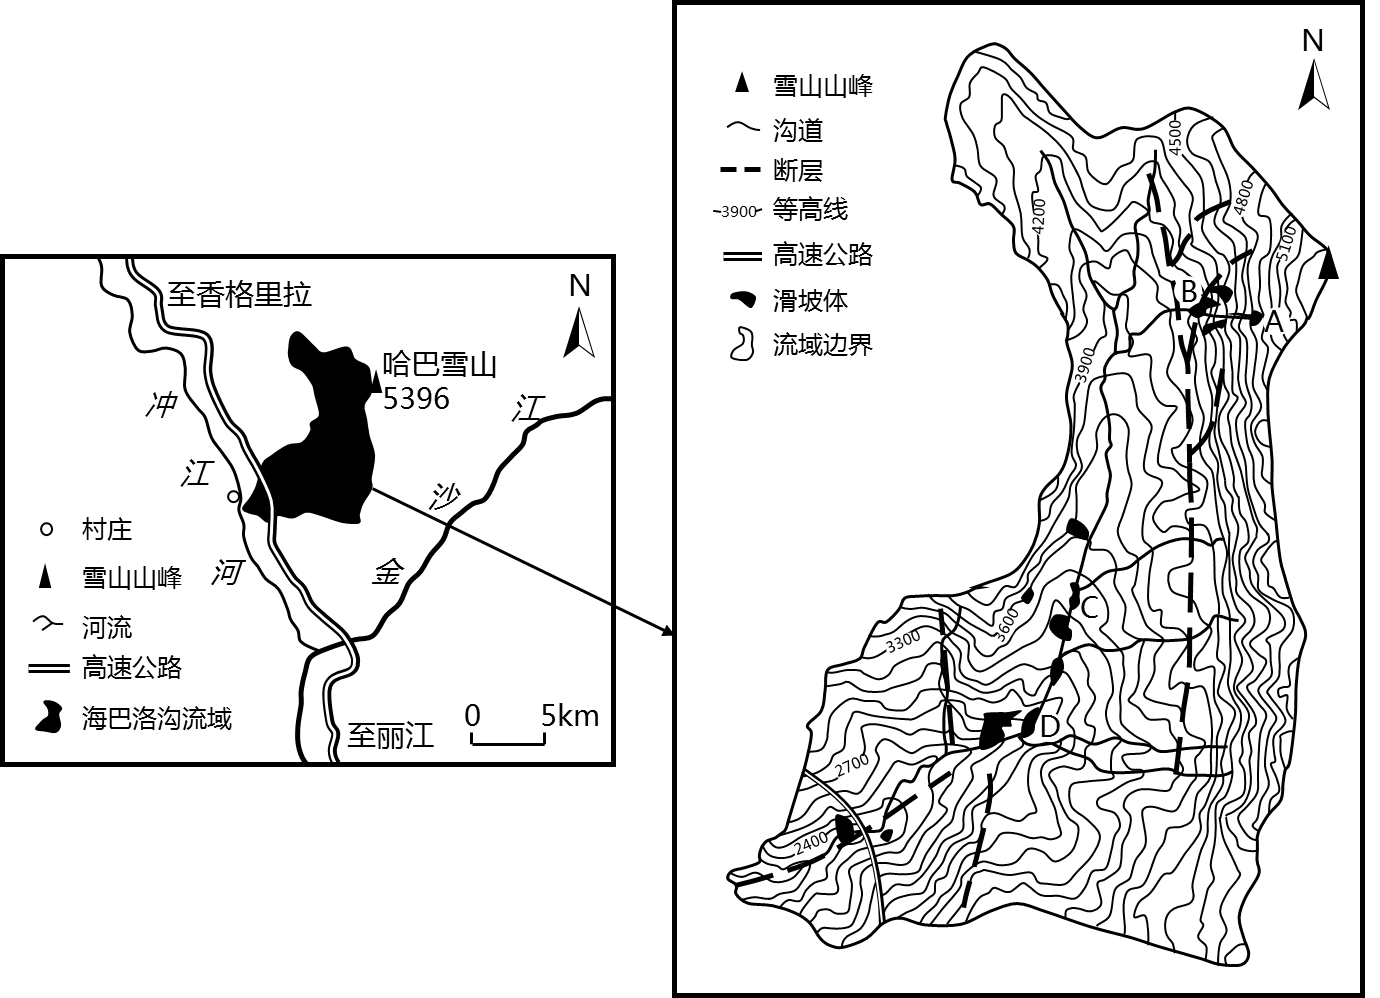 至香格里拉
N
哈巴雪山
5396
冲
江
河
江
沙
金
村庄
雪山山峰
河流
高速公路
海巴洛沟流域
0 5km
至丽江
N
雪山山峰
沟道
断层
3900 等高线
高速公路
滑坡体
流域边界
4500
4800
4200
5100
B
A
3900
C
3600
3300
D
2700
2400